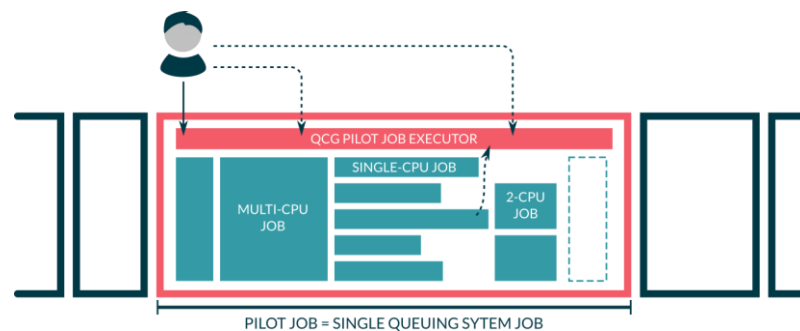 QCG PILOT JOB EXECUTOR
SINGLE-CPU JOB
MULTI-CPU
JOB
2-CPU
JOB
PILOT JOB = SINGLE QUEUING SYTEM JOB